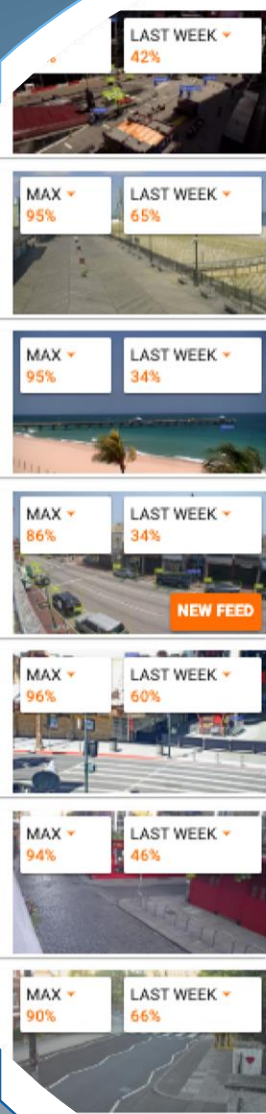 LAST WEEK
42%
MAX LAST WEEK
95% 65%
MAX LAST WEEK
95% 34%
MAX LAST WEEK
86% 34%
NEW FEED
MAX LAST WEEK
96% 60%
MAX LAST WEEK
94% 46%
MAX LAST WEEK
90% 66%